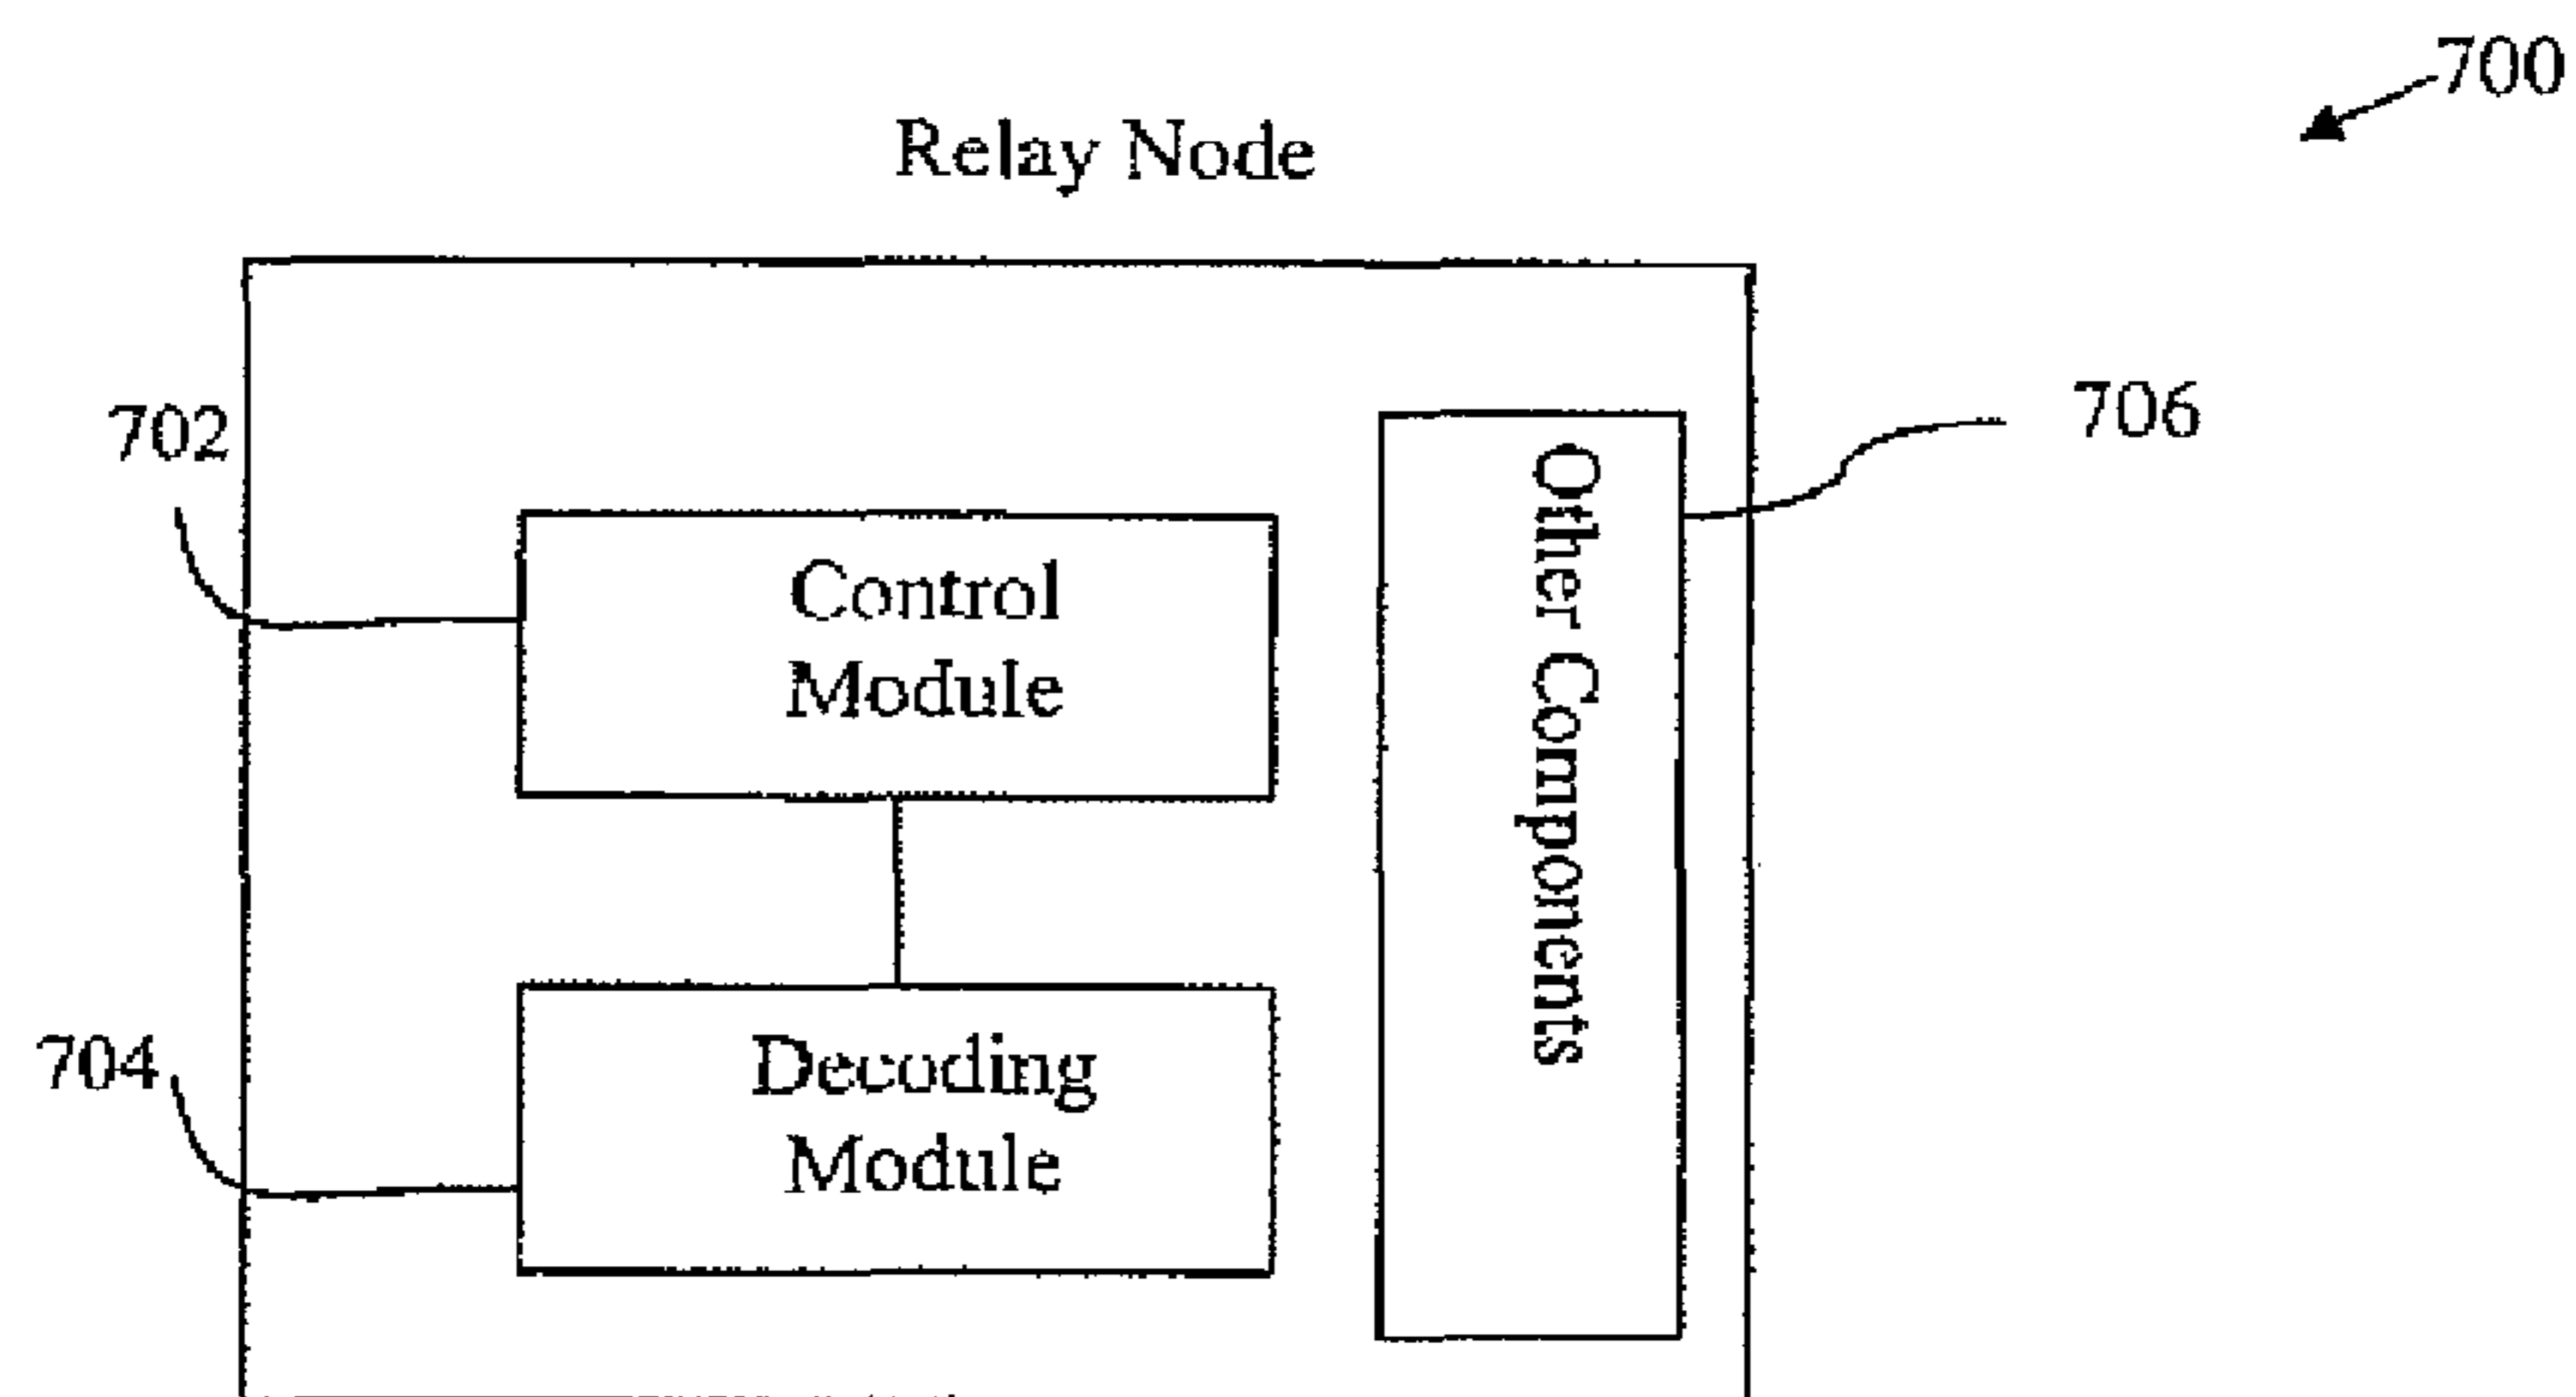 700
Relay Node
702
706
Control
Module
Other Components
704
Decoding
Module